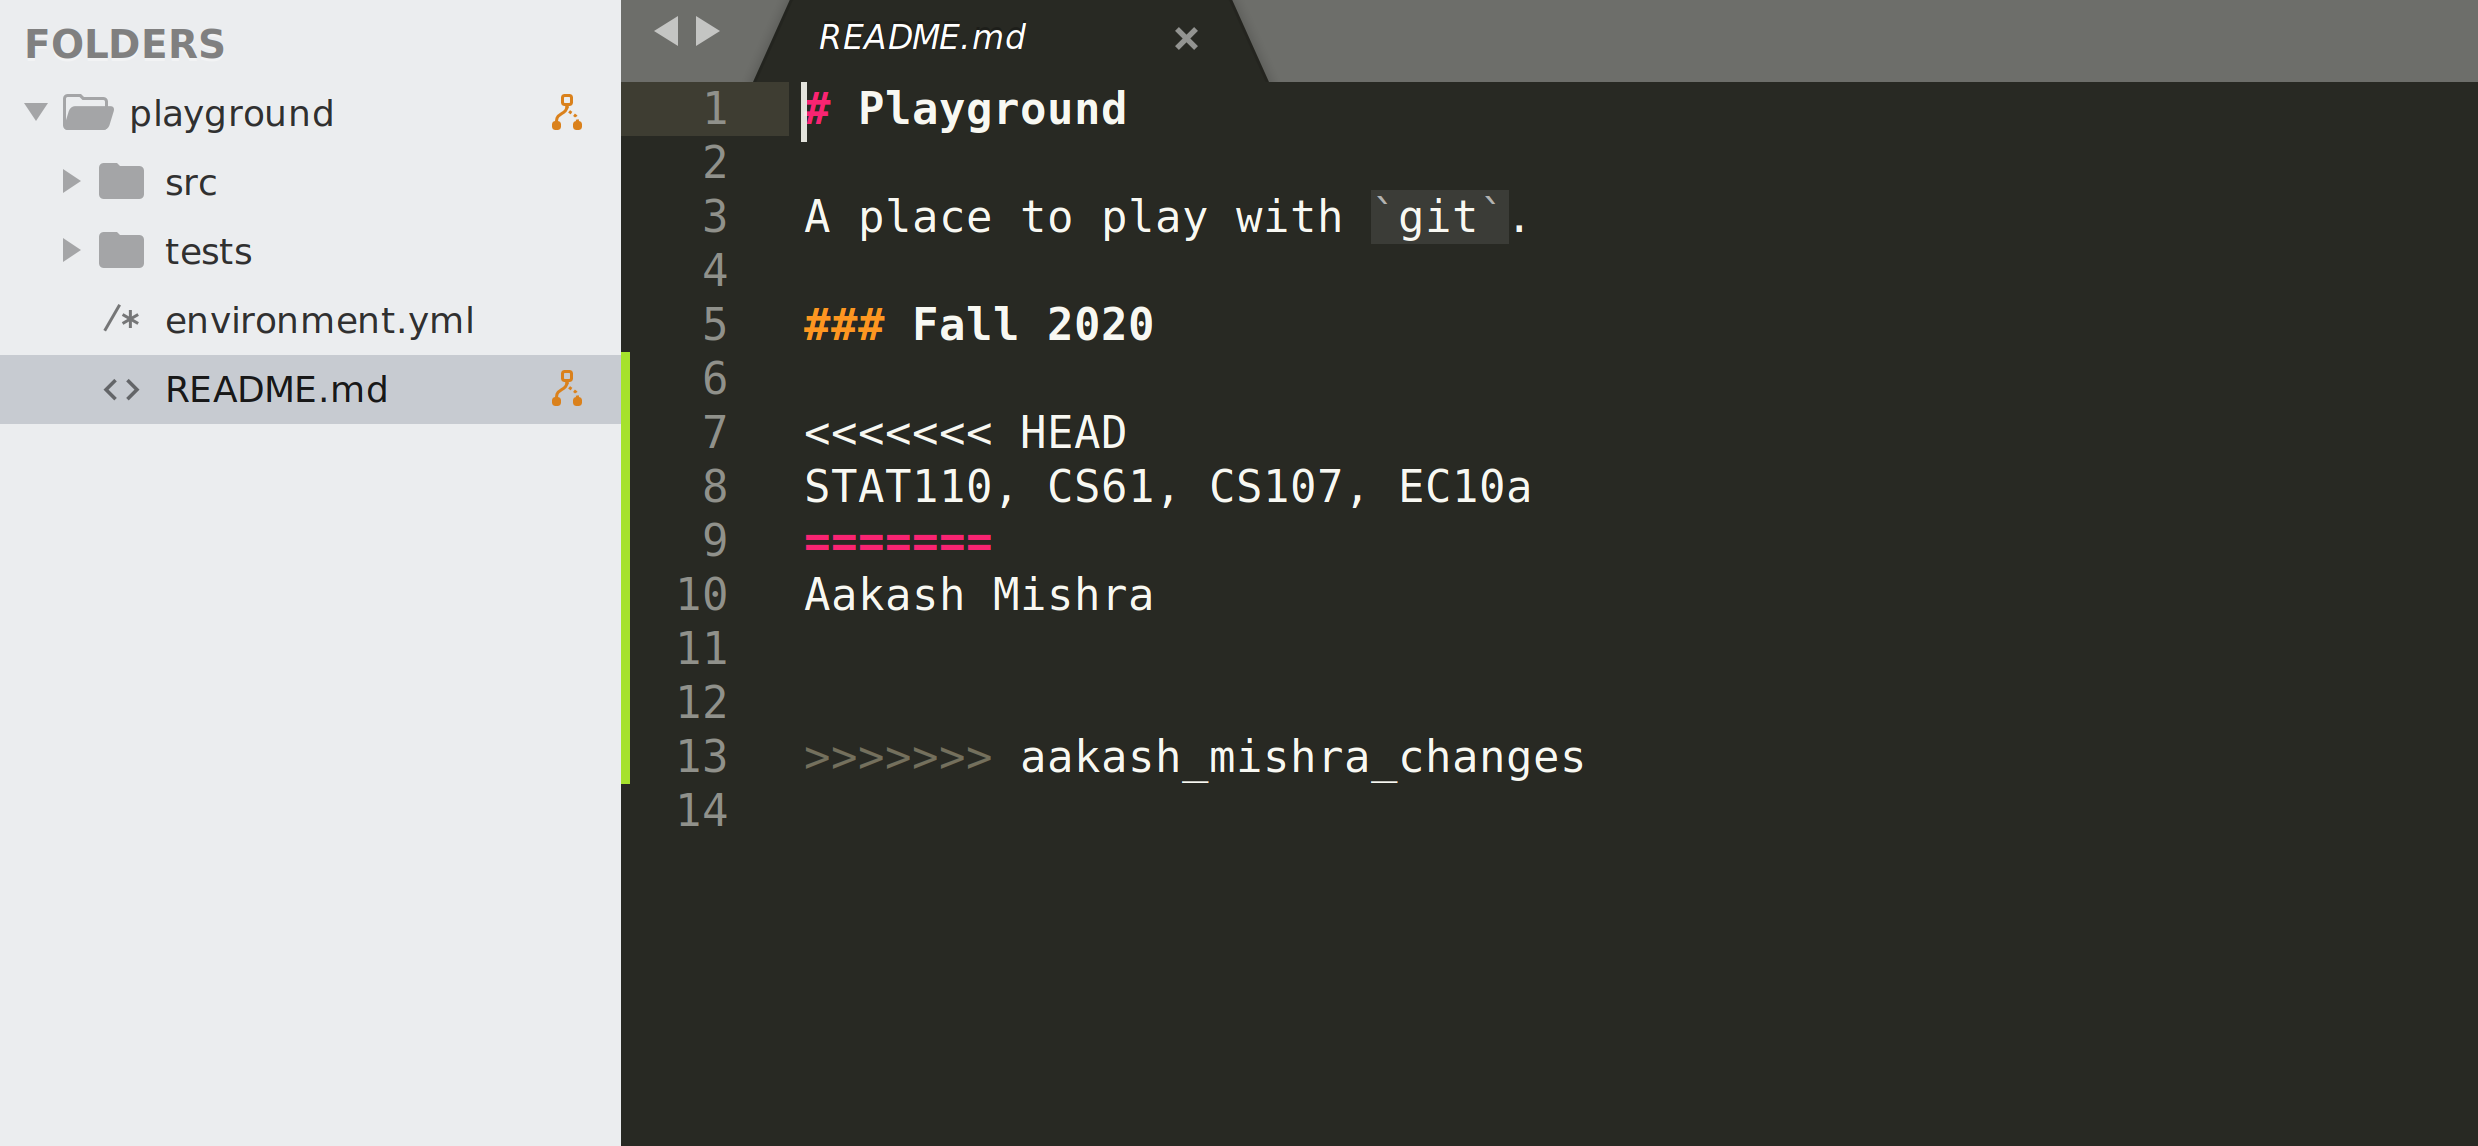 FOLDERS
playground
src
tests
/* environment.yml
<> README.md
README.md ×
1 # Playground
2
3 A place to play with `git`.
4
5 ### Fall 2020
6
7 <<<<<<< HEAD
8 STAT110, CS61, CS107, EC10a
9 =======
10 Aakash Mishra
11
12
13 >>>>>>> aakash_mishra_changes
14